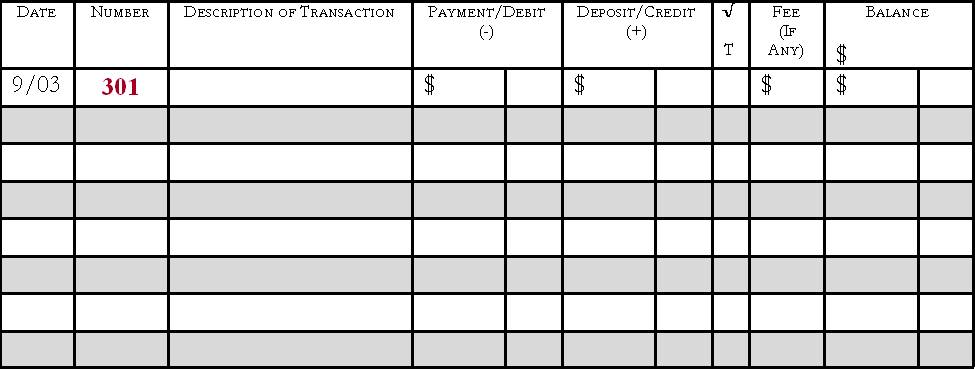 DATE NUMBER DESCRIPTION OF TRANSACTION PAYMENT/DEBIT DEPOSIT/CREDIT √ FEE BALANCE
(-) (+) (IF
T ANY) $
9/03 301 $ $ $ $